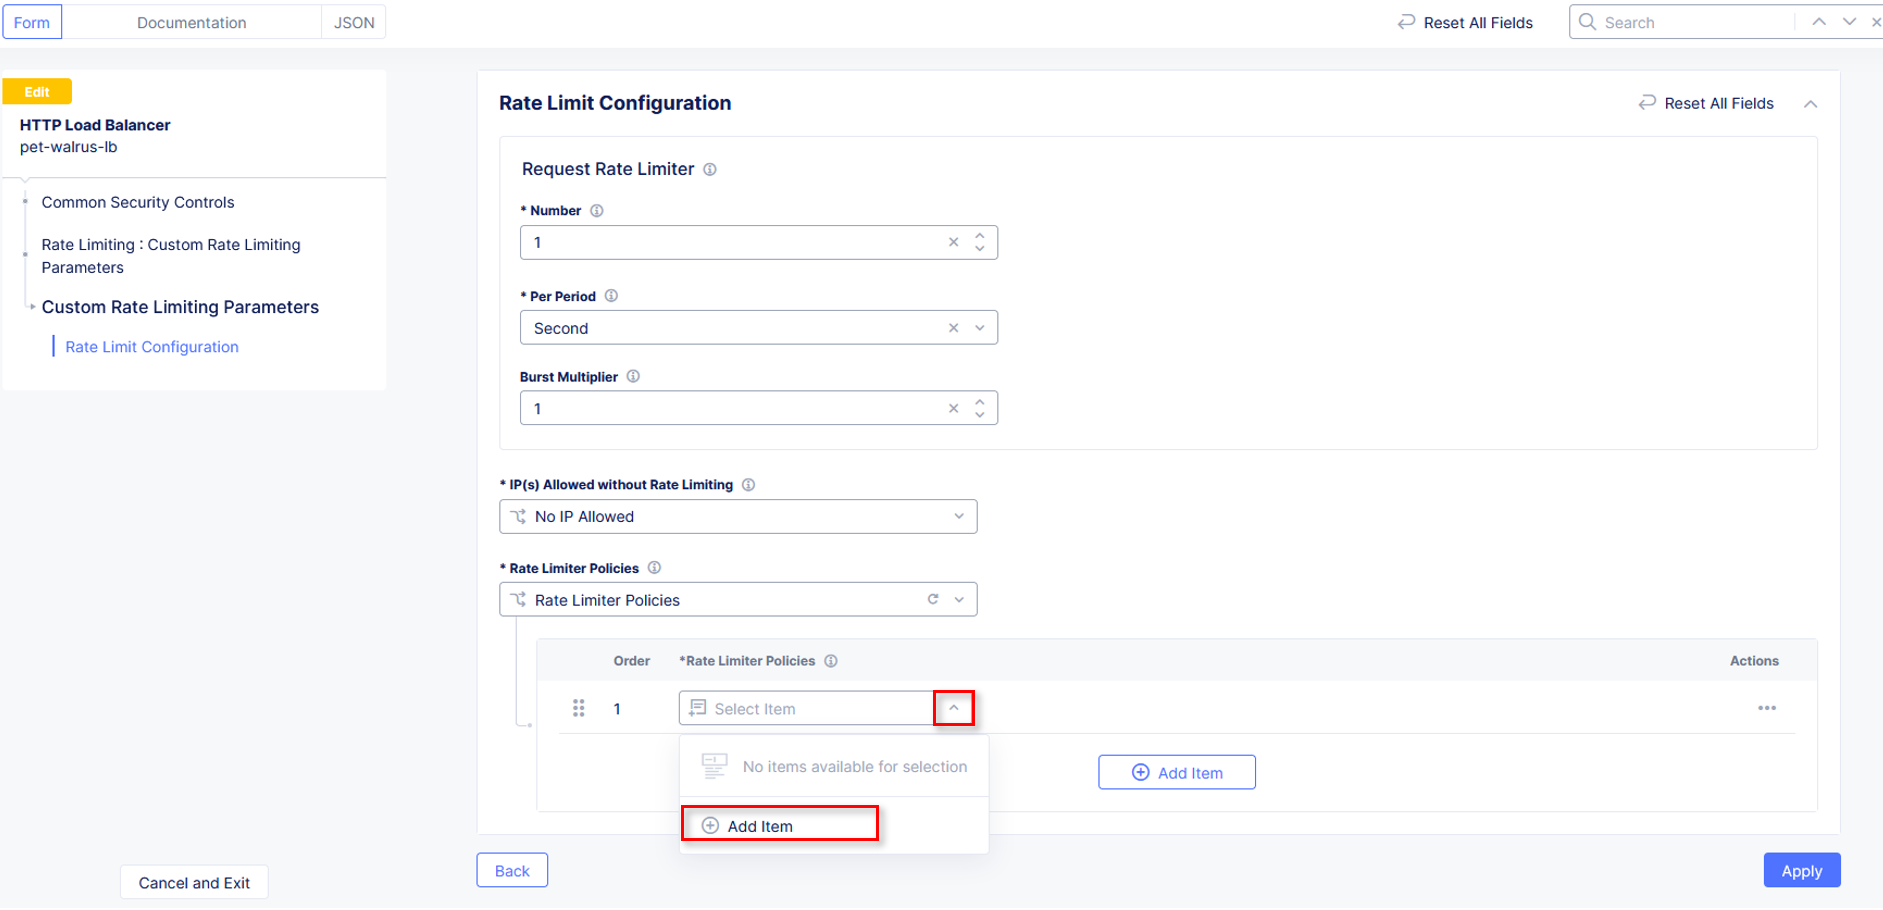 Form
Documentation
JSON
Reset All Fields
Search
Edit
HTTP Load Balancer
pet-walrus-lb
Common Security Controls
Rate Limiting : Custom Rate Limiting
Parameters
Custom Rate Limiting Parameters
Rate Limit Configuration
Rate Limit Configuration
Reset All Fields
Request Rate Limiter
* Number
1
* Per Period
Second
Burst Multiplier
1
* IP(s) Allowed without Rate Limiting
No IP Allowed
* Rate Limiter Policies
Rate Limiter Policies
Order
*Rate Limiter Policies
Actions
1
Select Item
No items available for selection
Add Item
Add Item
Back
Apply
Cancel and Exit